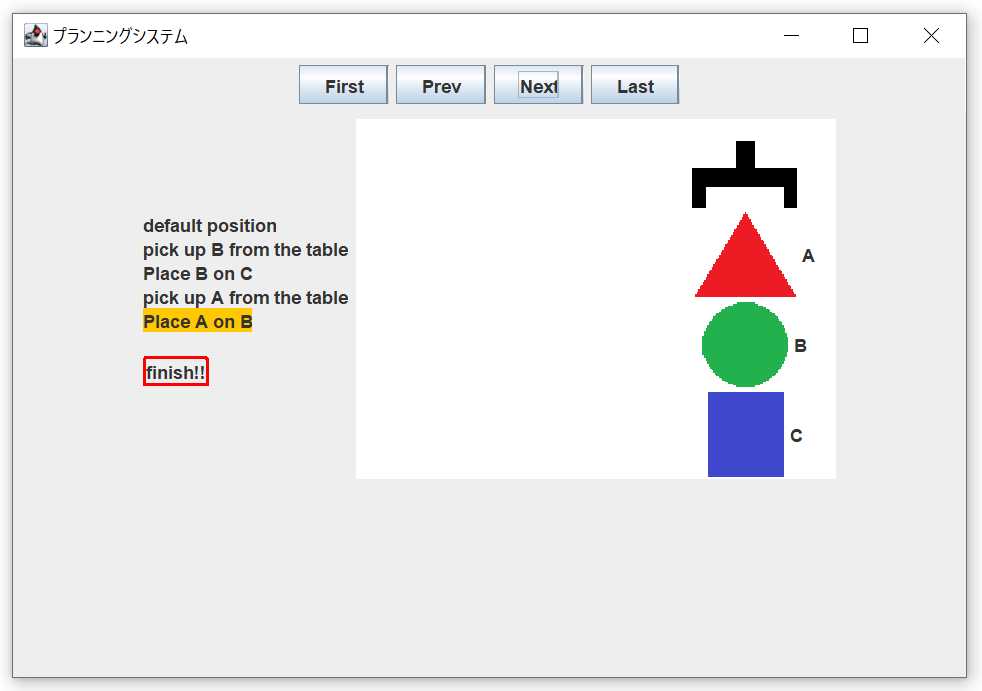 プランニングシステム
First Prev Next Last
default position
pick up B from the table
Place B on C
pick up A from the table
Place A on B
finish!!
A
B
C